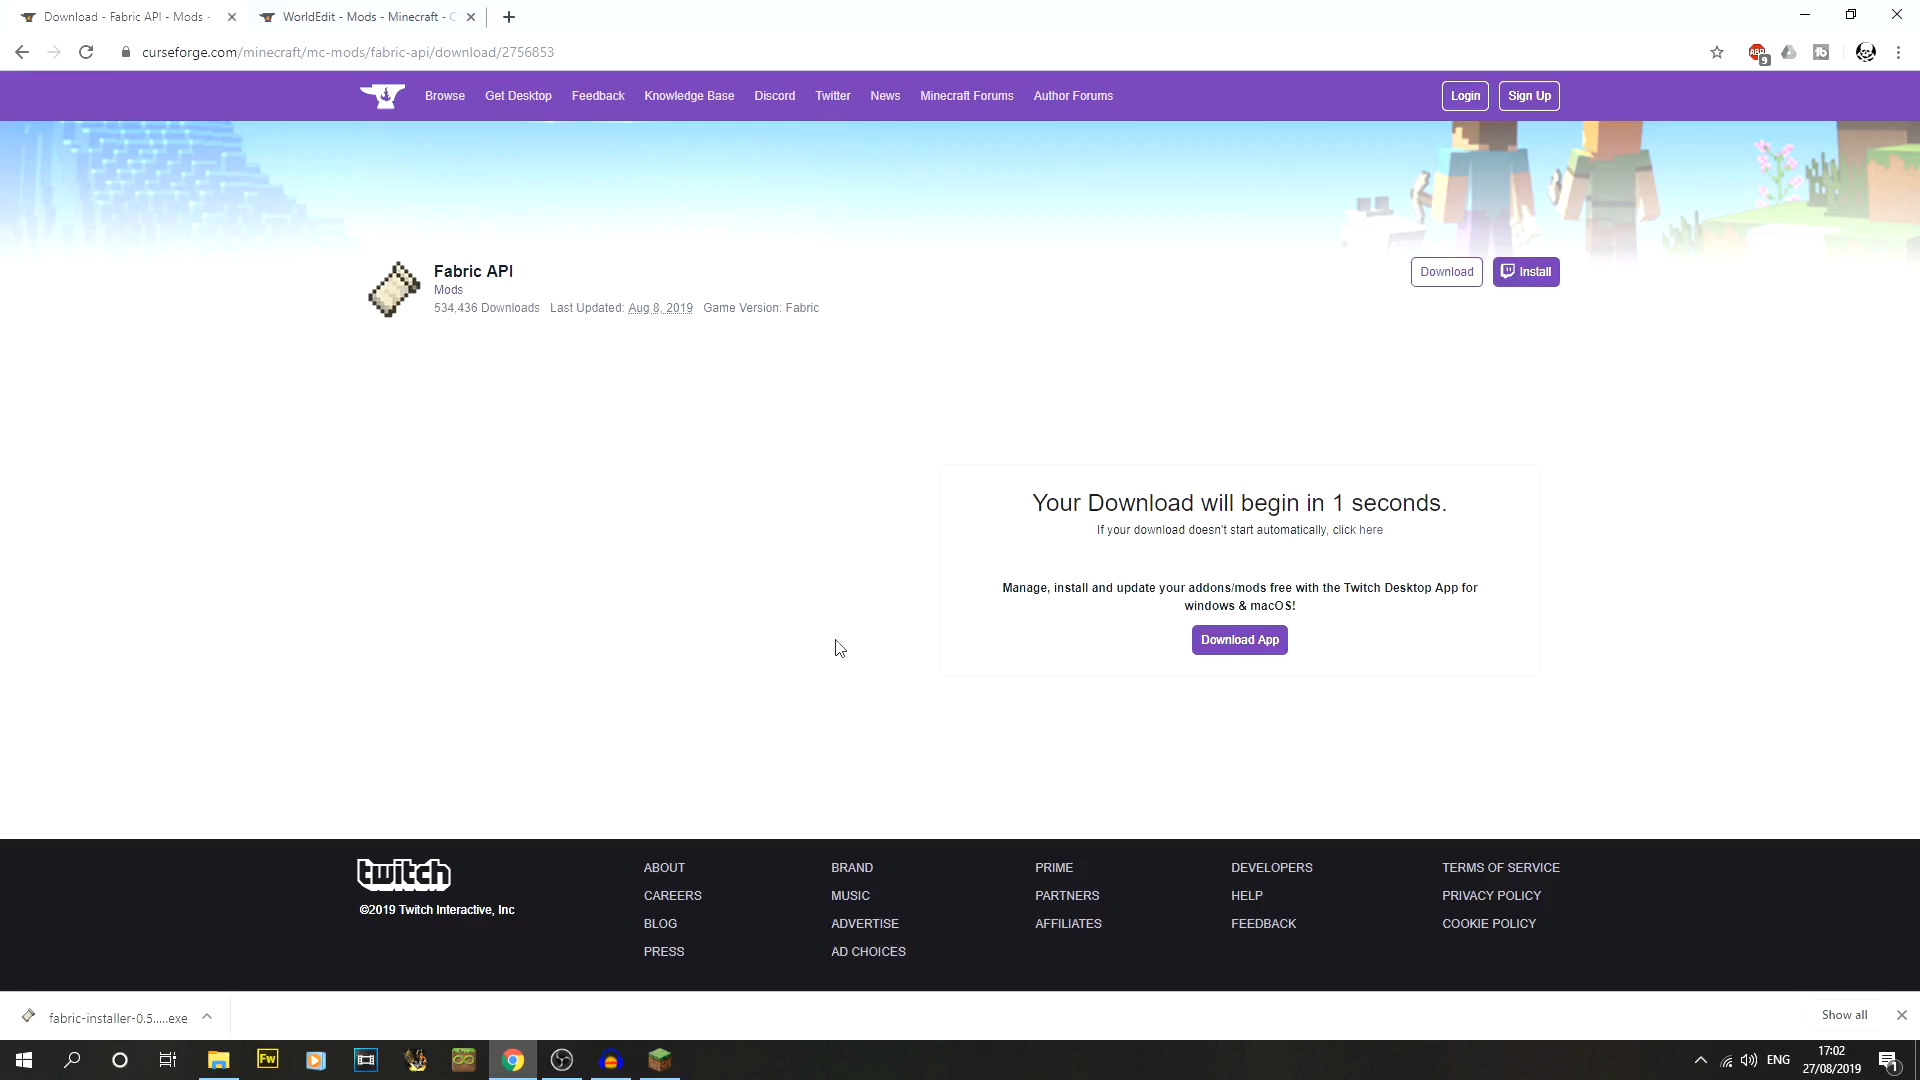 Download - Fabric API - Mods -
WorldEdit - Mods - Minecraft - C
curseforge.com/minecraft/mc-mods/fabric-api/download/2756853
ABP
9
Browse
Get Desktop
Feedback
Knowledge Base
Discord
Twitter
News
Minecraft Forums
Author Forums
Login
Sign Up
Fabric API
Mods
534,436 Downloads Last Updated: Aug 8, 2019 Game Version: Fabric
Download
Install
Your Download will begin in 1 seconds.
If your download doesn't start automatically, click here
Manage, install and update your addons/mods free with the Twitch Desktop App for
windows & macOS!
Download App
twitch
©2019 Twitch Interactive, Inc
ABOUT
CAREERS
BLOG
PRESS
BRAND
MUSIC
ADVERTISE
AD CHOICES
PRIME
PARTNERS
AFFILIATES
DEVELOPERS
HELP
FEEDBACK
TERMS OF SERVICE
PRIVACY POLICY
COOKIE POLICY
fabric-installer-0.5.....exe
Show all
Fw
ENG
17:02
27/08/2019
1